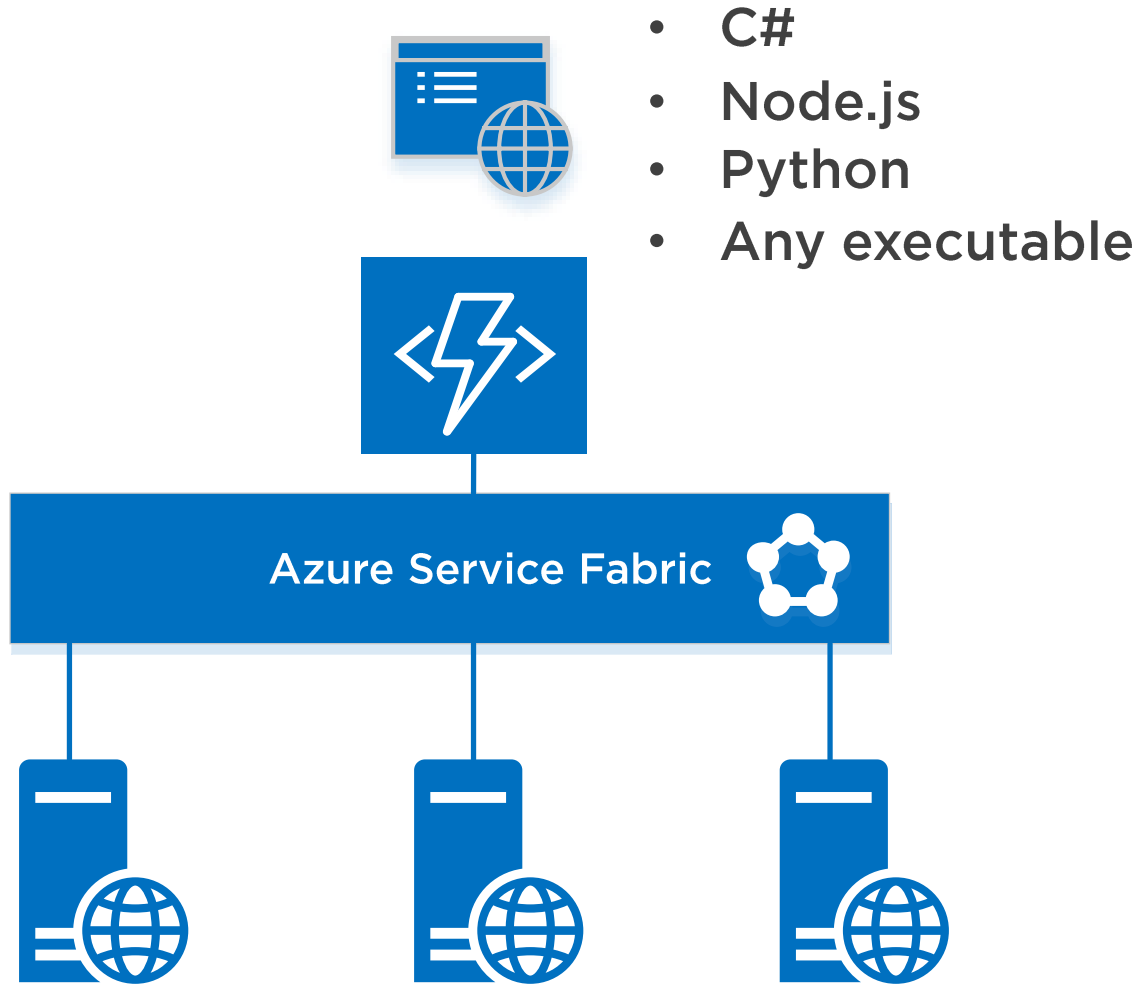 • C#
• Node.js
• Python
• Any executable
Azure Service Fabric